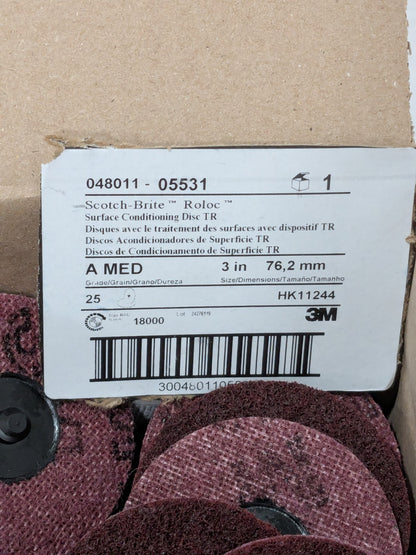 048011 - 05531 1
Scotch-Brite™ Roloc™
Surface Conditioning Disc TR
Disques avec le traitement des surfaces avec dispositif TR
Discos Acondicionadores de Superficie TR
Discos de Condicionamento de Superficie TR
A MED 3 in 76,2 mm
Grade/Grain/Grano/Dureza Size/Dimensions/Tamaño/Tamanho
25 HK11244
18000 Lot 3M